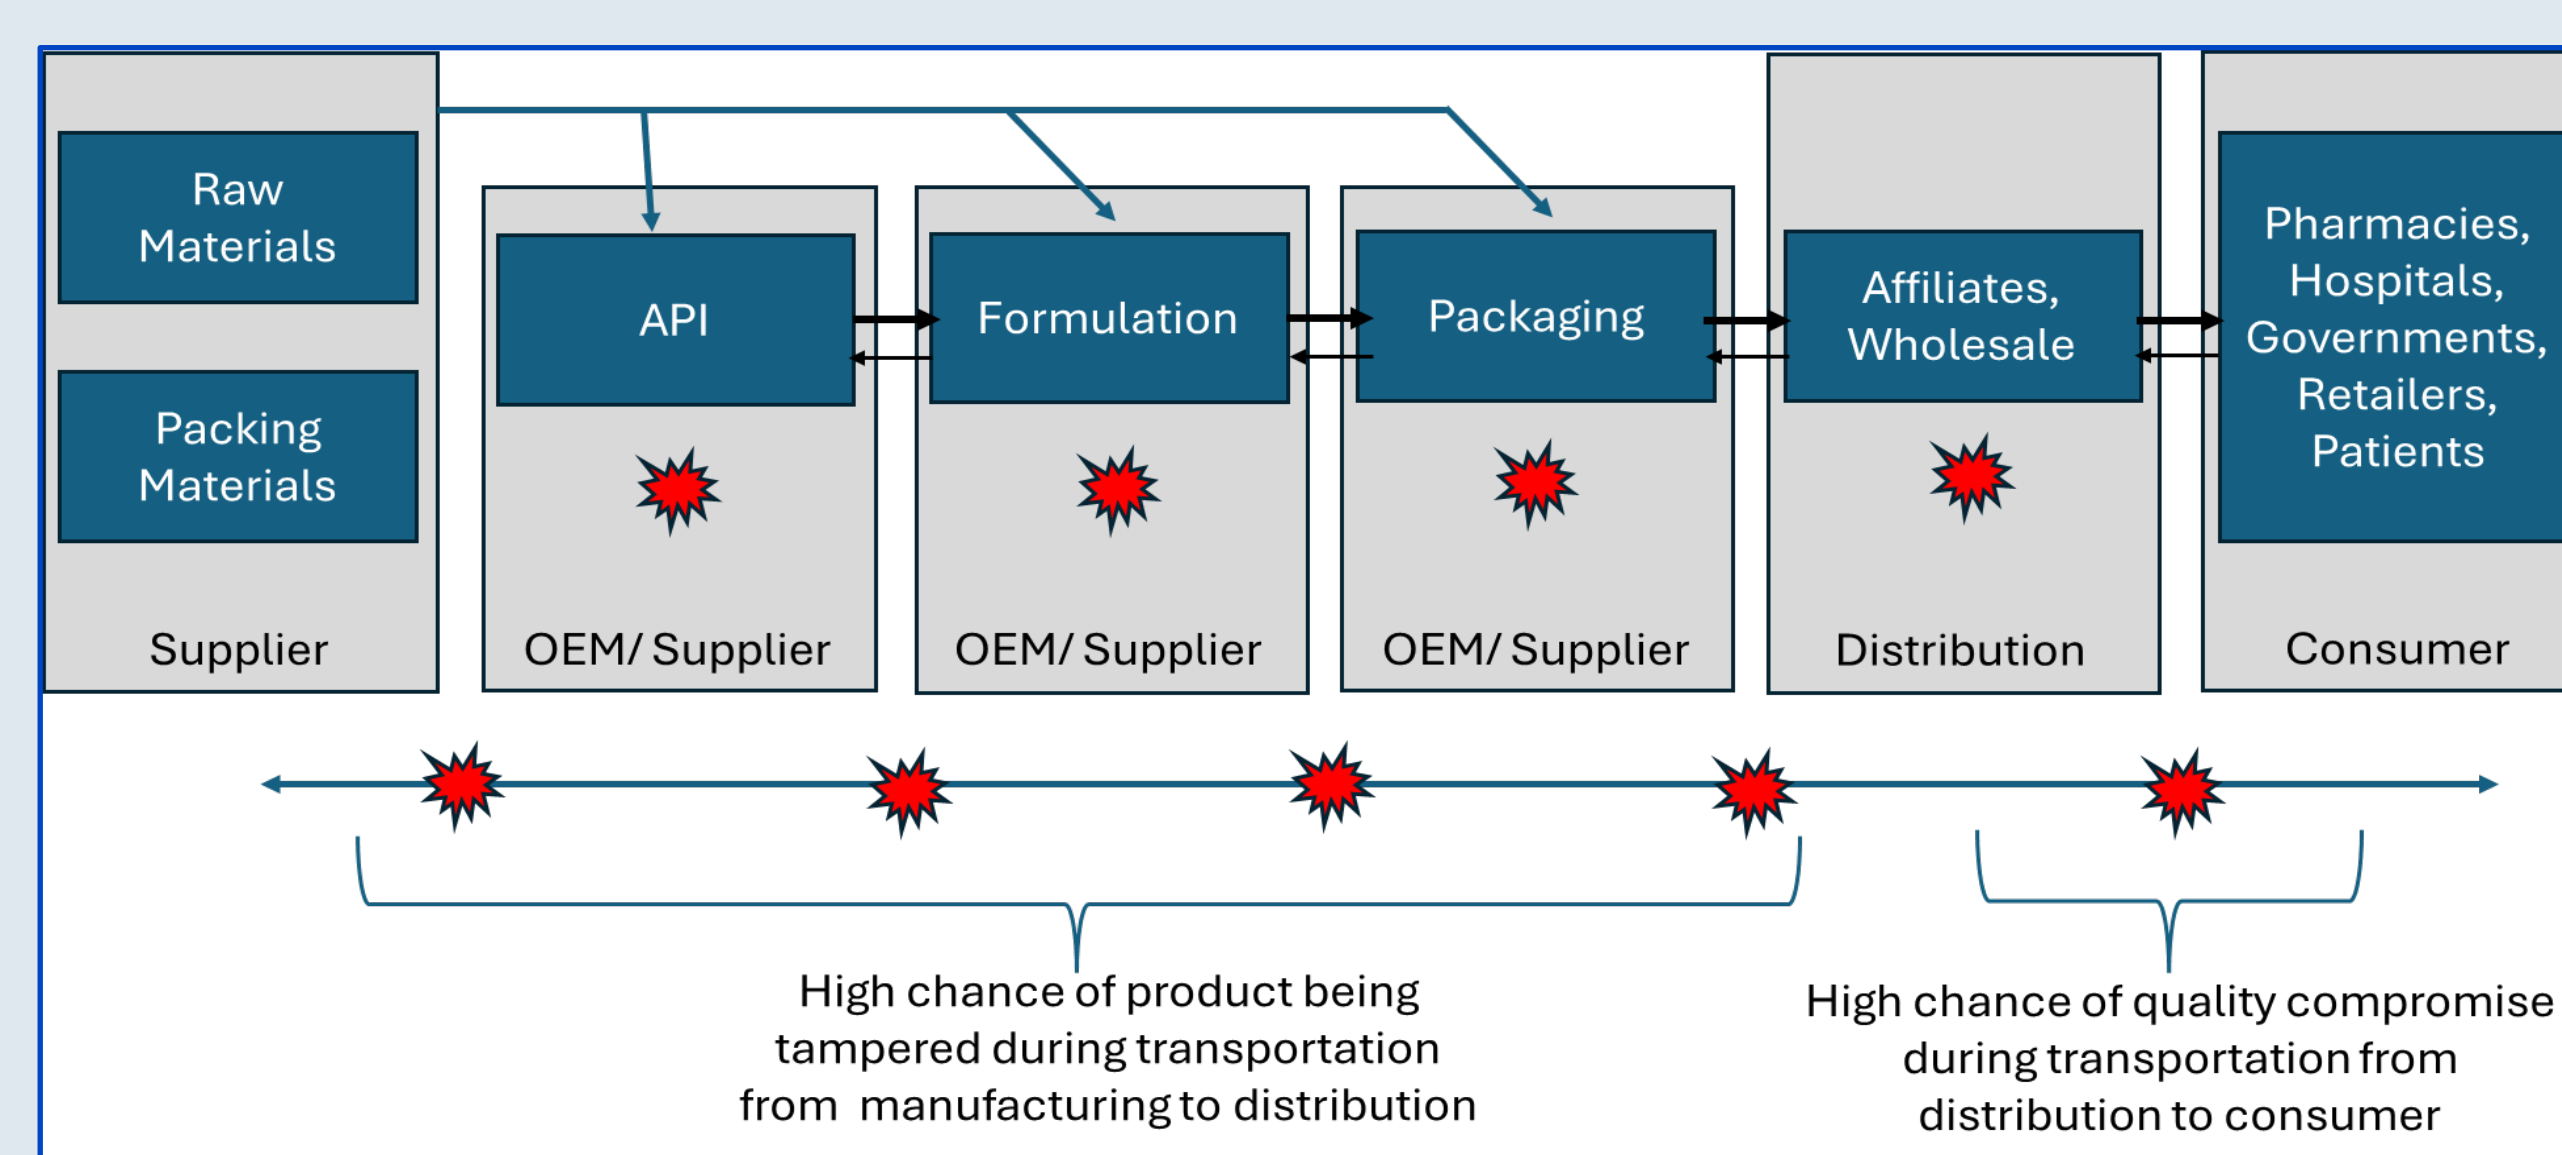 Raw
Materials
Packing
Materials
Supplier
API
OEM/ Supplier
Formulation
OEM/ Supplier
Packaging
OEM/ Supplier
Affiliates,
Wholesale
Distribution
Pharmacies,
Hospitals,
Governments,
Retailers,
Patients
Consumer
High chance of product being
tampered during transportation
from  manufacturing to distribution
High chance of quality compromise
during transportation from
distribution to consumer